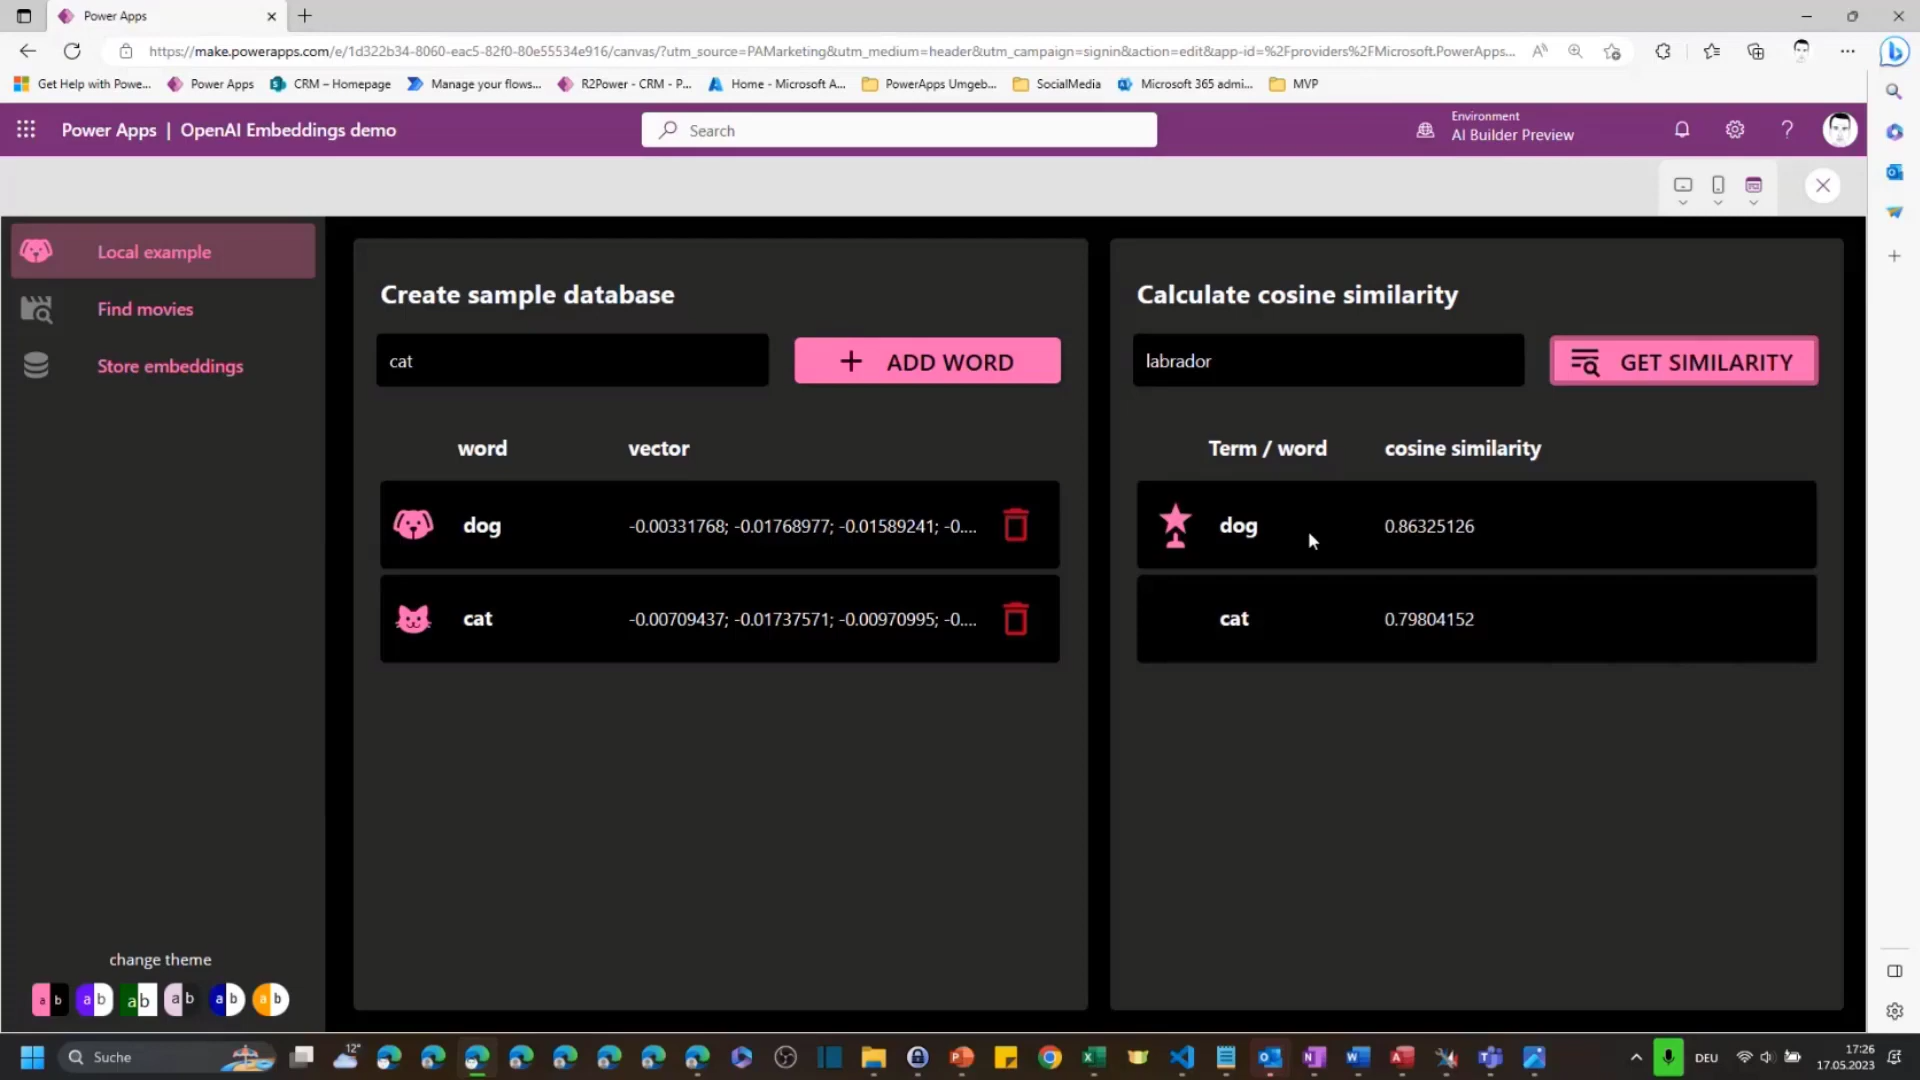 Power Apps
https://make.powerapps.com/e/1d322b34-8060-eac5-82f0-80e55534e916/canvas/?utm_source=PAMarketing&utm_medium=header&utm_campaign=signin&action=edit&app-id=%2Fproviders%2FMicrosoft.PowerApps...
Get Help with Powe...
Power Apps
CRM – Homepage
Manage your flows...
R2Power - CRM - P...
Home - Microsoft A...
PowerApps Umgeb...
SocialMedia
Microsoft 365 admi...
MVP
Power Apps | OpenAI Embeddings demo
Search
Environment
AI Builder Preview
Local example
Find movies
Store embeddings
Create sample database
cat
+ ADD WORD
word vector
dog -0.00331768; -0.01768977; -0.01589241; -0....
cat -0.00709437; -0.01737571; -0.00970995; -0....
Calculate cosine similarity
labrador
GET SIMILARITY
Term / word cosine similarity
dog 0.86325126
cat 0.79804152
change theme
a b
a b
a b
a b
a b
a b
Suche
12°
DEU
17:26
17.05.2023